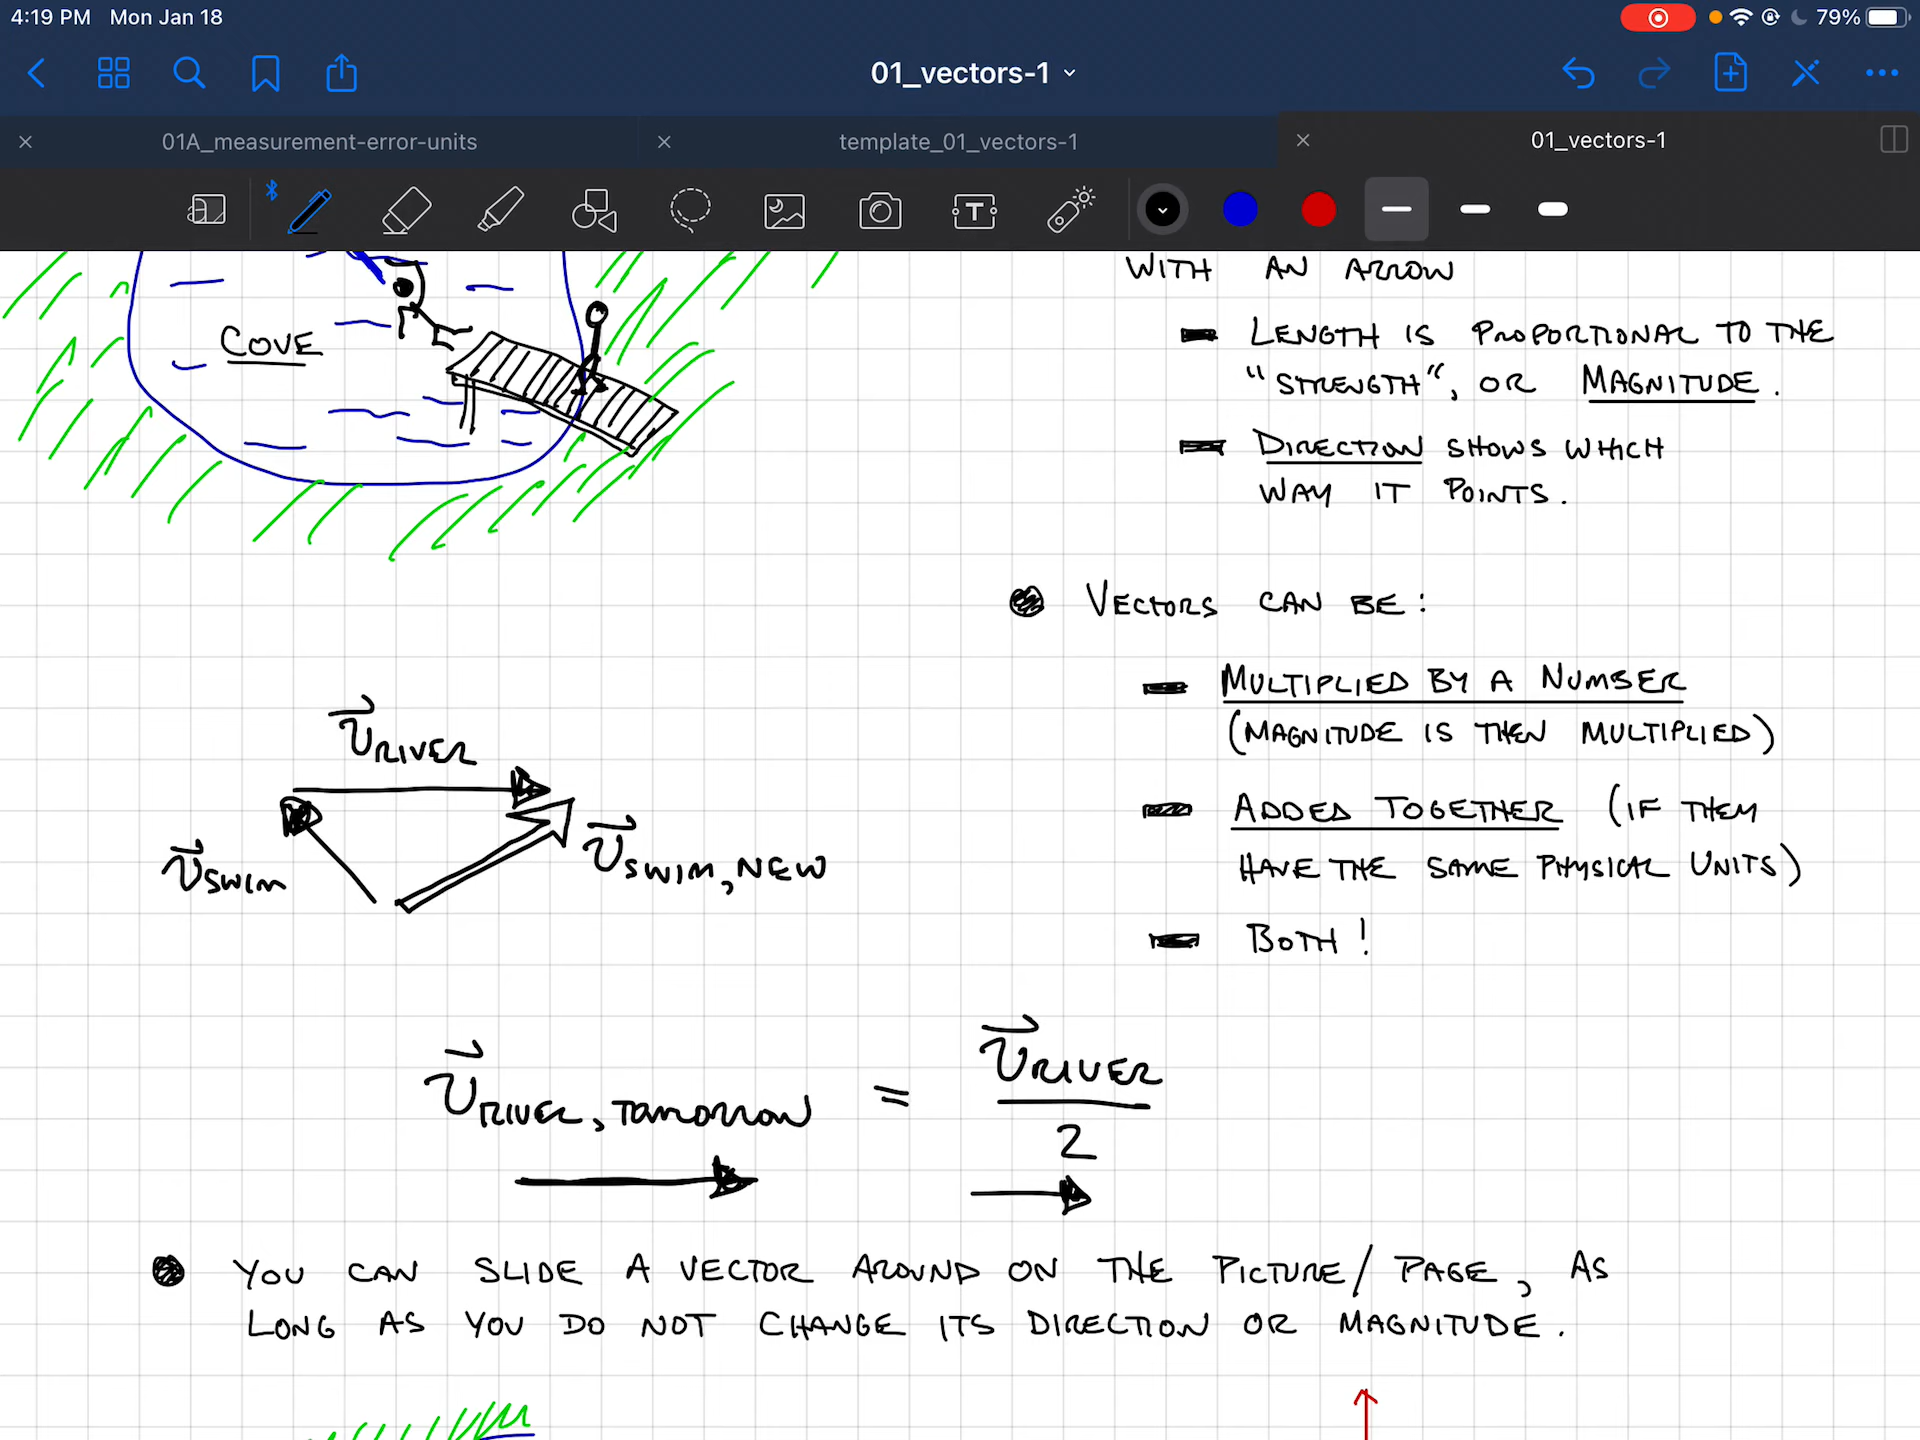 4:19 PM Mon Jan 18
79%
01_vectors-1
01A_measurement-error-units
template_01_vectors-1
01_vectors-1
T
WITH AN ARROW
LENGTH IS PROPORTIONAL TO THE
"STRENGTH", OR MAGNITUDE.
DIRECTION SHOWS WHICH
WAY IT POINTS.
COVE
VECTORS CAN BE:
MULTIPLIED BY A NUMBER
(MAGNITUDE IS THEN MULTIPLIED)
ADDED TOGETHER (IF THEY
HAVE THE SAME PHYSICAL UNITS)
BOTH!
v⃗ RIVER
v⃗ SWIM
v⃗ SWIM, NEW
v⃗ RIVER, TOMORROW = v⃗ RIVER
2
YOU CAN SLIDE A VECTOR AROUND ON THE PICTURE/PAGE, AS
LONG AS YOU DO NOT CHANGE ITS DIRECTION OR MAGNITUDE.